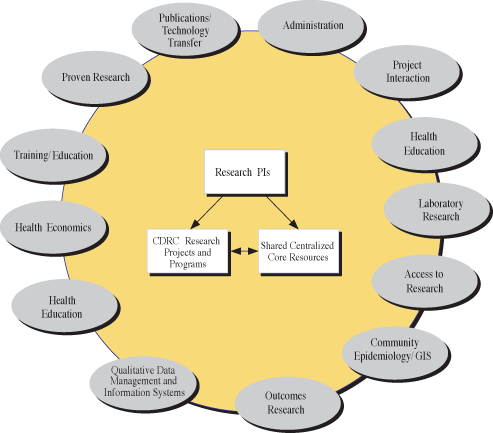 Publications/
Technology
Transfer
Administration
Project
Interaction
Proven Research
Health
Education
Training/Education
Research PIs
Laboratory
Research
Health Economics
CDRC Research
Projects and
Programs
Shared Centralized
Core Resources
Access to
Research
Health
Education
Community
Epidemiology/GIS
Qualitative Data
Management and
Information Systems
Outcomes
Research